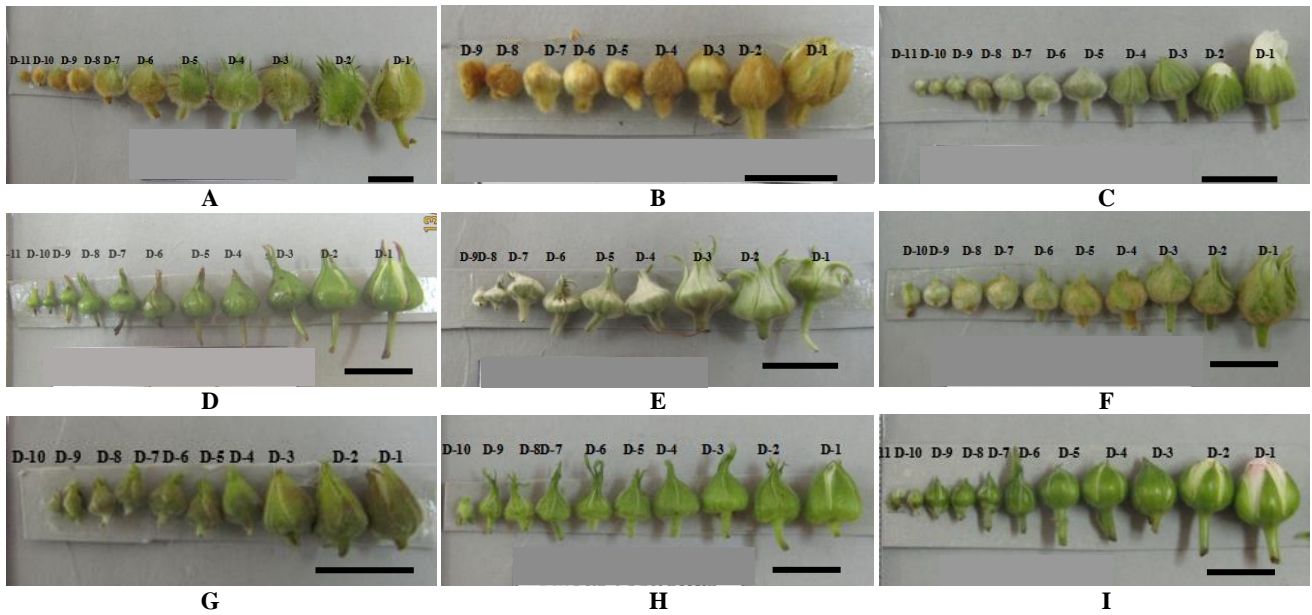 D-11 D-10 D-9 D-8 D-7 D-6 D-5 D-4 D-3 D-2 D-1
D-9 D-8 D-7 D-6 D-5 D-4 D-3 D-2 D-1
D-11 D-10 D-9 D-8 D-7 D-6 D-5 D-4 D-3 D-2 D-1
A B C
-11 D-10 D-9 D-8 D-7 D-6 D-5 D-4 D-3 D-2 D-1
D-9D-8 D-7 D-6 D-5 D-4 D-3 D-2 D-1
D-10 D-9 D-8 D-7 D-6 D-5 D-4 D-3 D-2 D-1
D E F
D-10 D-9 D-8 D-7 D-6 D-5 D-4 D-3 D-2 D-1
D-10 D-9 D-8D-7 D-6 D-5 D-4 D-3 D-2 D-1
11 D-10 D-9 D-8 D-7 D-6 D-5 D-4 D-3 D-2 D-1
G H I